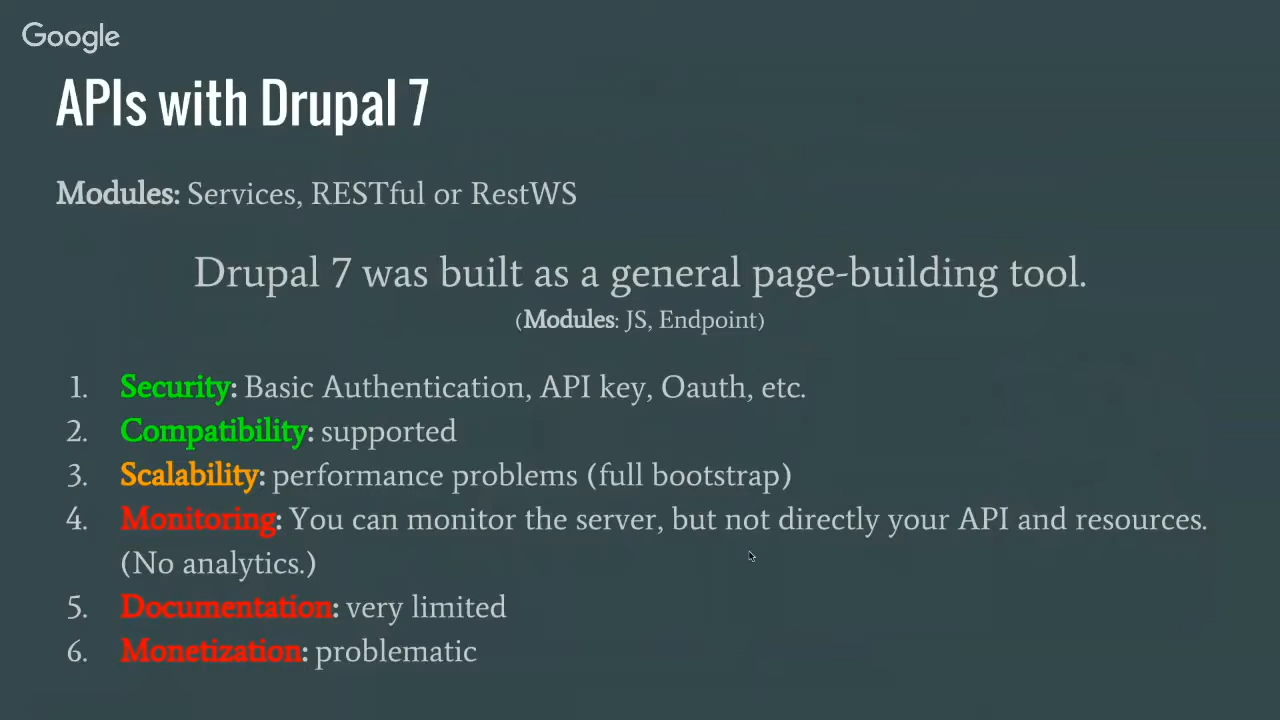 Google
APIs with Drupal 7
Modules: Services, RESTful or RestWS
Drupal 7 was built as a general page-building tool.
(Modules: JS, Endpoint)
1. Security: Basic Authentication, API key, Oauth, etc.
2. Compatibility: supported
3. Scalability: performance problems (full bootstrap)
4. Monitoring: You can monitor the server, but not directly your API and resources.
(No analytics.)
5. Documentation: very limited
6. Monetization: problematic